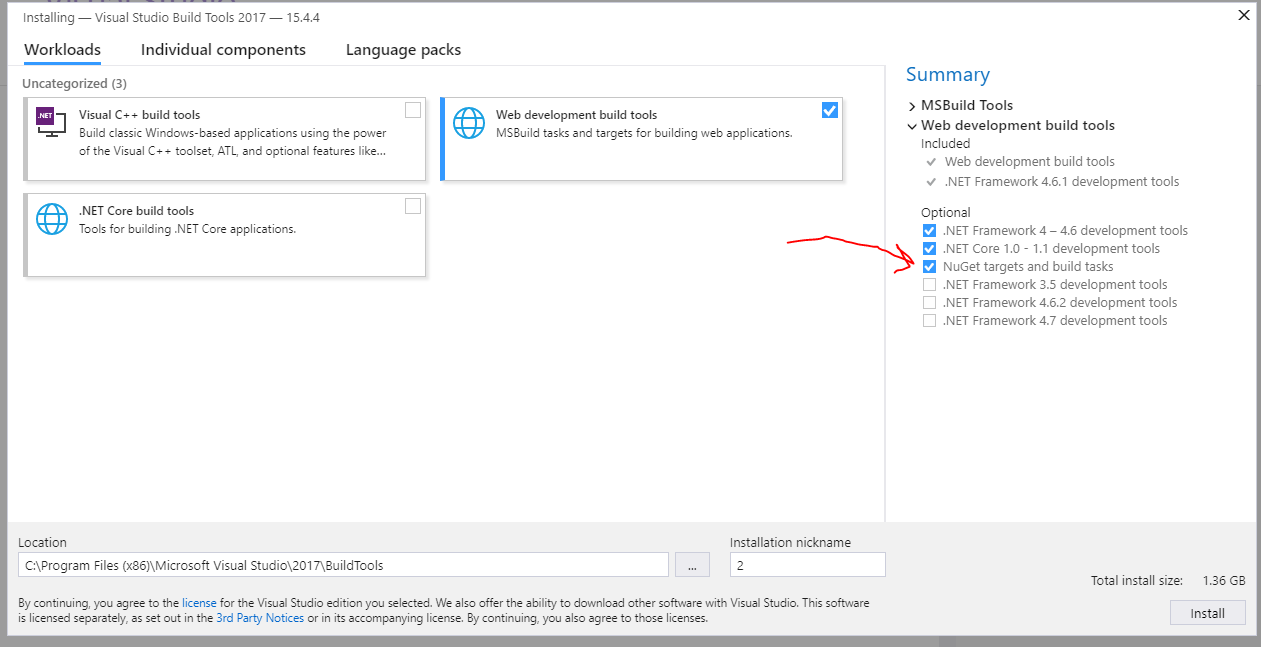 Installing — Visual Studio Build Tools 2017 — 15.4.4
Workloads
Individual components
Language packs
Uncategorized (3)
.NET
Visual C++ build tools
Build classic Windows-based applications using the power
of the Visual C++ toolset, ATL, and optional features like...
Web development build tools
MSBuild tasks and targets for building web applications.
.NET Core build tools
Tools for building .NET Core applications.
Summary
MSBuild Tools
Web development build tools
Included
Web development build tools
.NET Framework 4.6.1 development tools
Optional
.NET Framework 4 – 4.6 development tools
.NET Core 1.0 - 1.1 development tools
NuGet targets and build tasks
.NET Framework 3.5 development tools
.NET Framework 4.6.2 development tools
.NET Framework 4.7 development tools
Location
C:\Program Files (x86)\Microsoft Visual Studio\2017\BuildTools
...
Installation nickname
2
Total install size: 1.36 GB
By continuing, you agree to the license for the Visual Studio edition you selected. We also offer the ability to download other software with Visual Studio. This software
is licensed separately, as set out in the 3rd Party Notices or in its accompanying license. By continuing, you also agree to those licenses.
Install